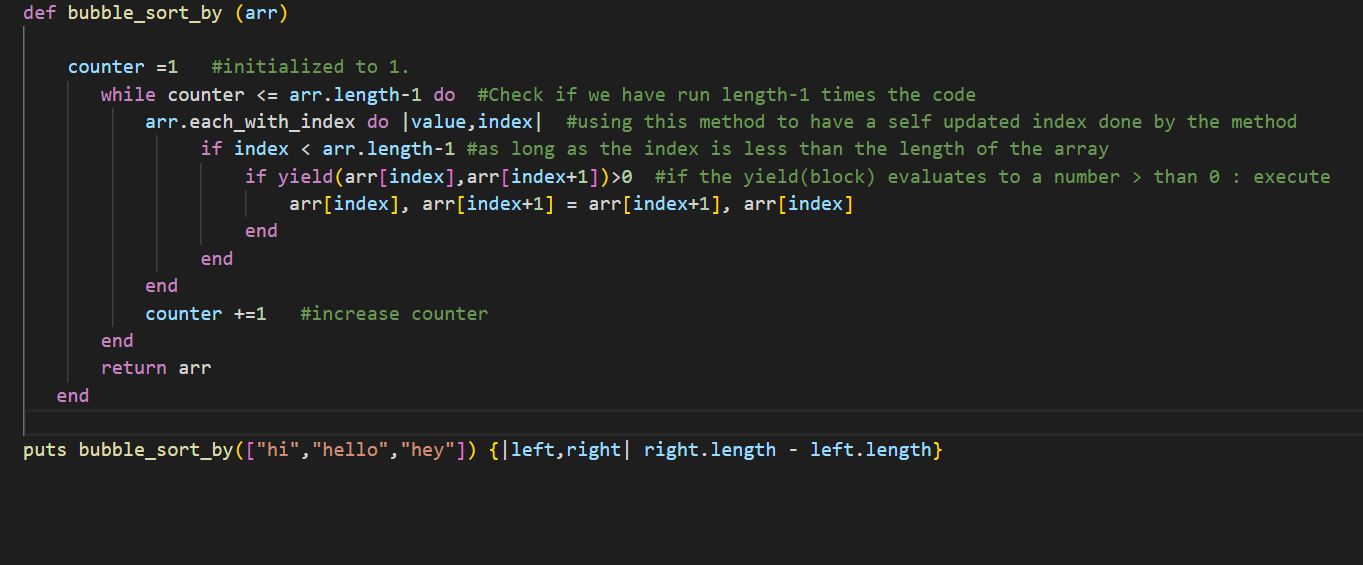 def bubble_sort_by (arr)
counter =1 #initialized to 1.
while counter <= arr.length-1 do #Check if we have run length-1 times the code
arr.each_with_index do |value,index| #using this method to have a self updated index done by the method
if index < arr.length-1 #as long as the index is less than the length of the array
if yield(arr[index],arr[index+1])>0 #if the yield(block) evaluates to a number > than 0 : execute
arr[index], arr[index+1] = arr[index+1], arr[index]
end
end
end
counter +=1 #increase counter
end
return arr
end
puts bubble_sort_by(["hi","hello","hey"]) {|left,right| right.length - left.length}